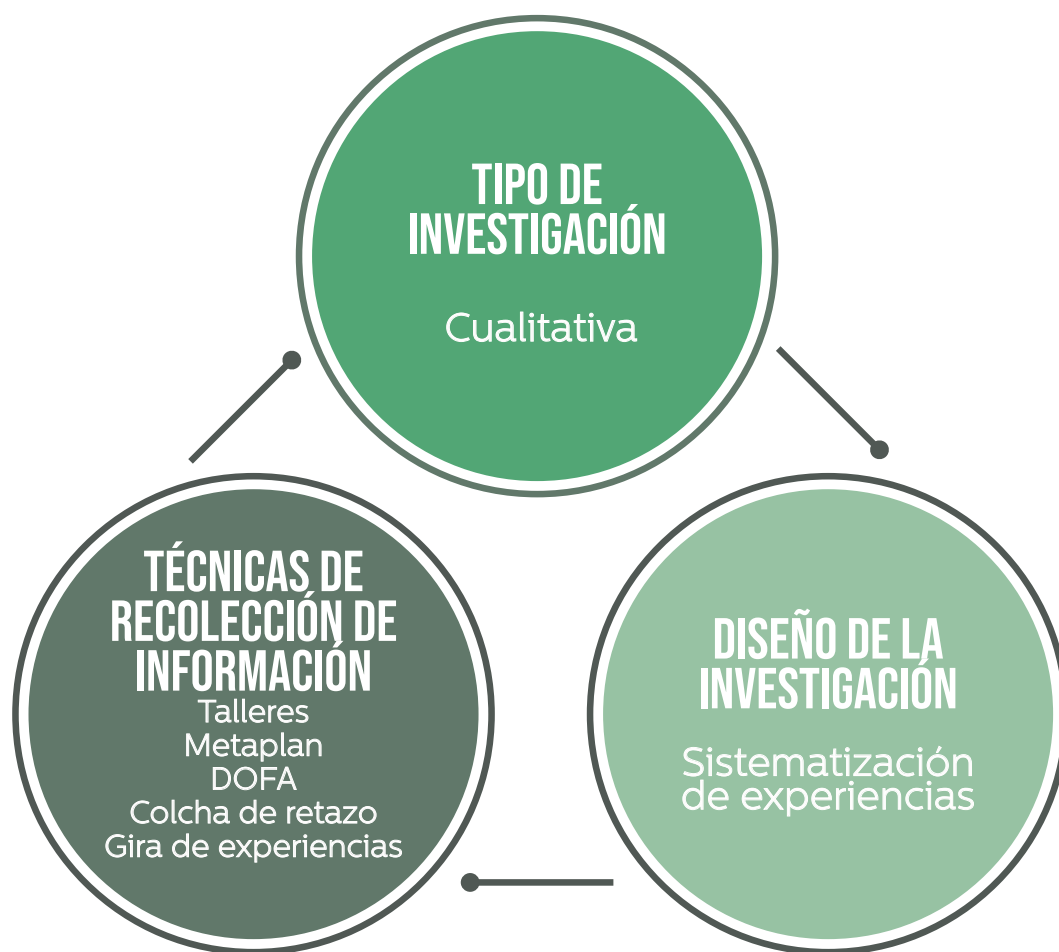 TIPO DE
INVESTIGACIÓN
Cualitativa
TÉCNICAS DE
RECOLECCIÓN DE
INFORMACIÓN
Talleres
Metaplan
DOFA
Colcha de retazo
Gira de experiencias
DISEÑO DE LA
INVESTIGACIÓN
Sistematización
de experiencias